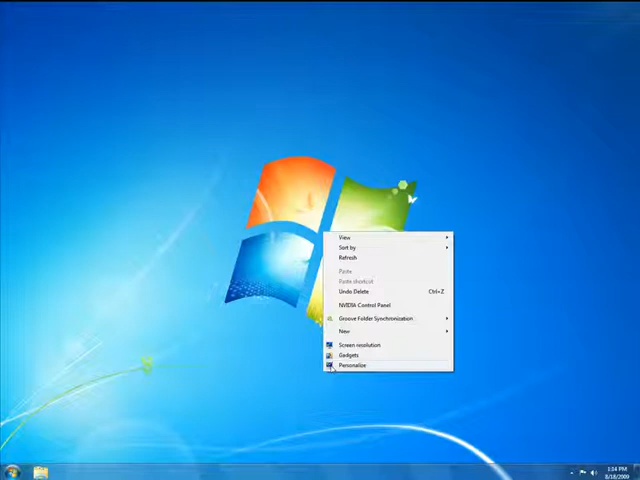 View
Sort by
Refresh
Paste
Paste shortcut
Undo Delete Ctrl+Z
NVIDIA Control Panel
Groove Folder Synchronization
New
Screen resolution
Gadgets
Personalize
1:34 PM
8/18/2009